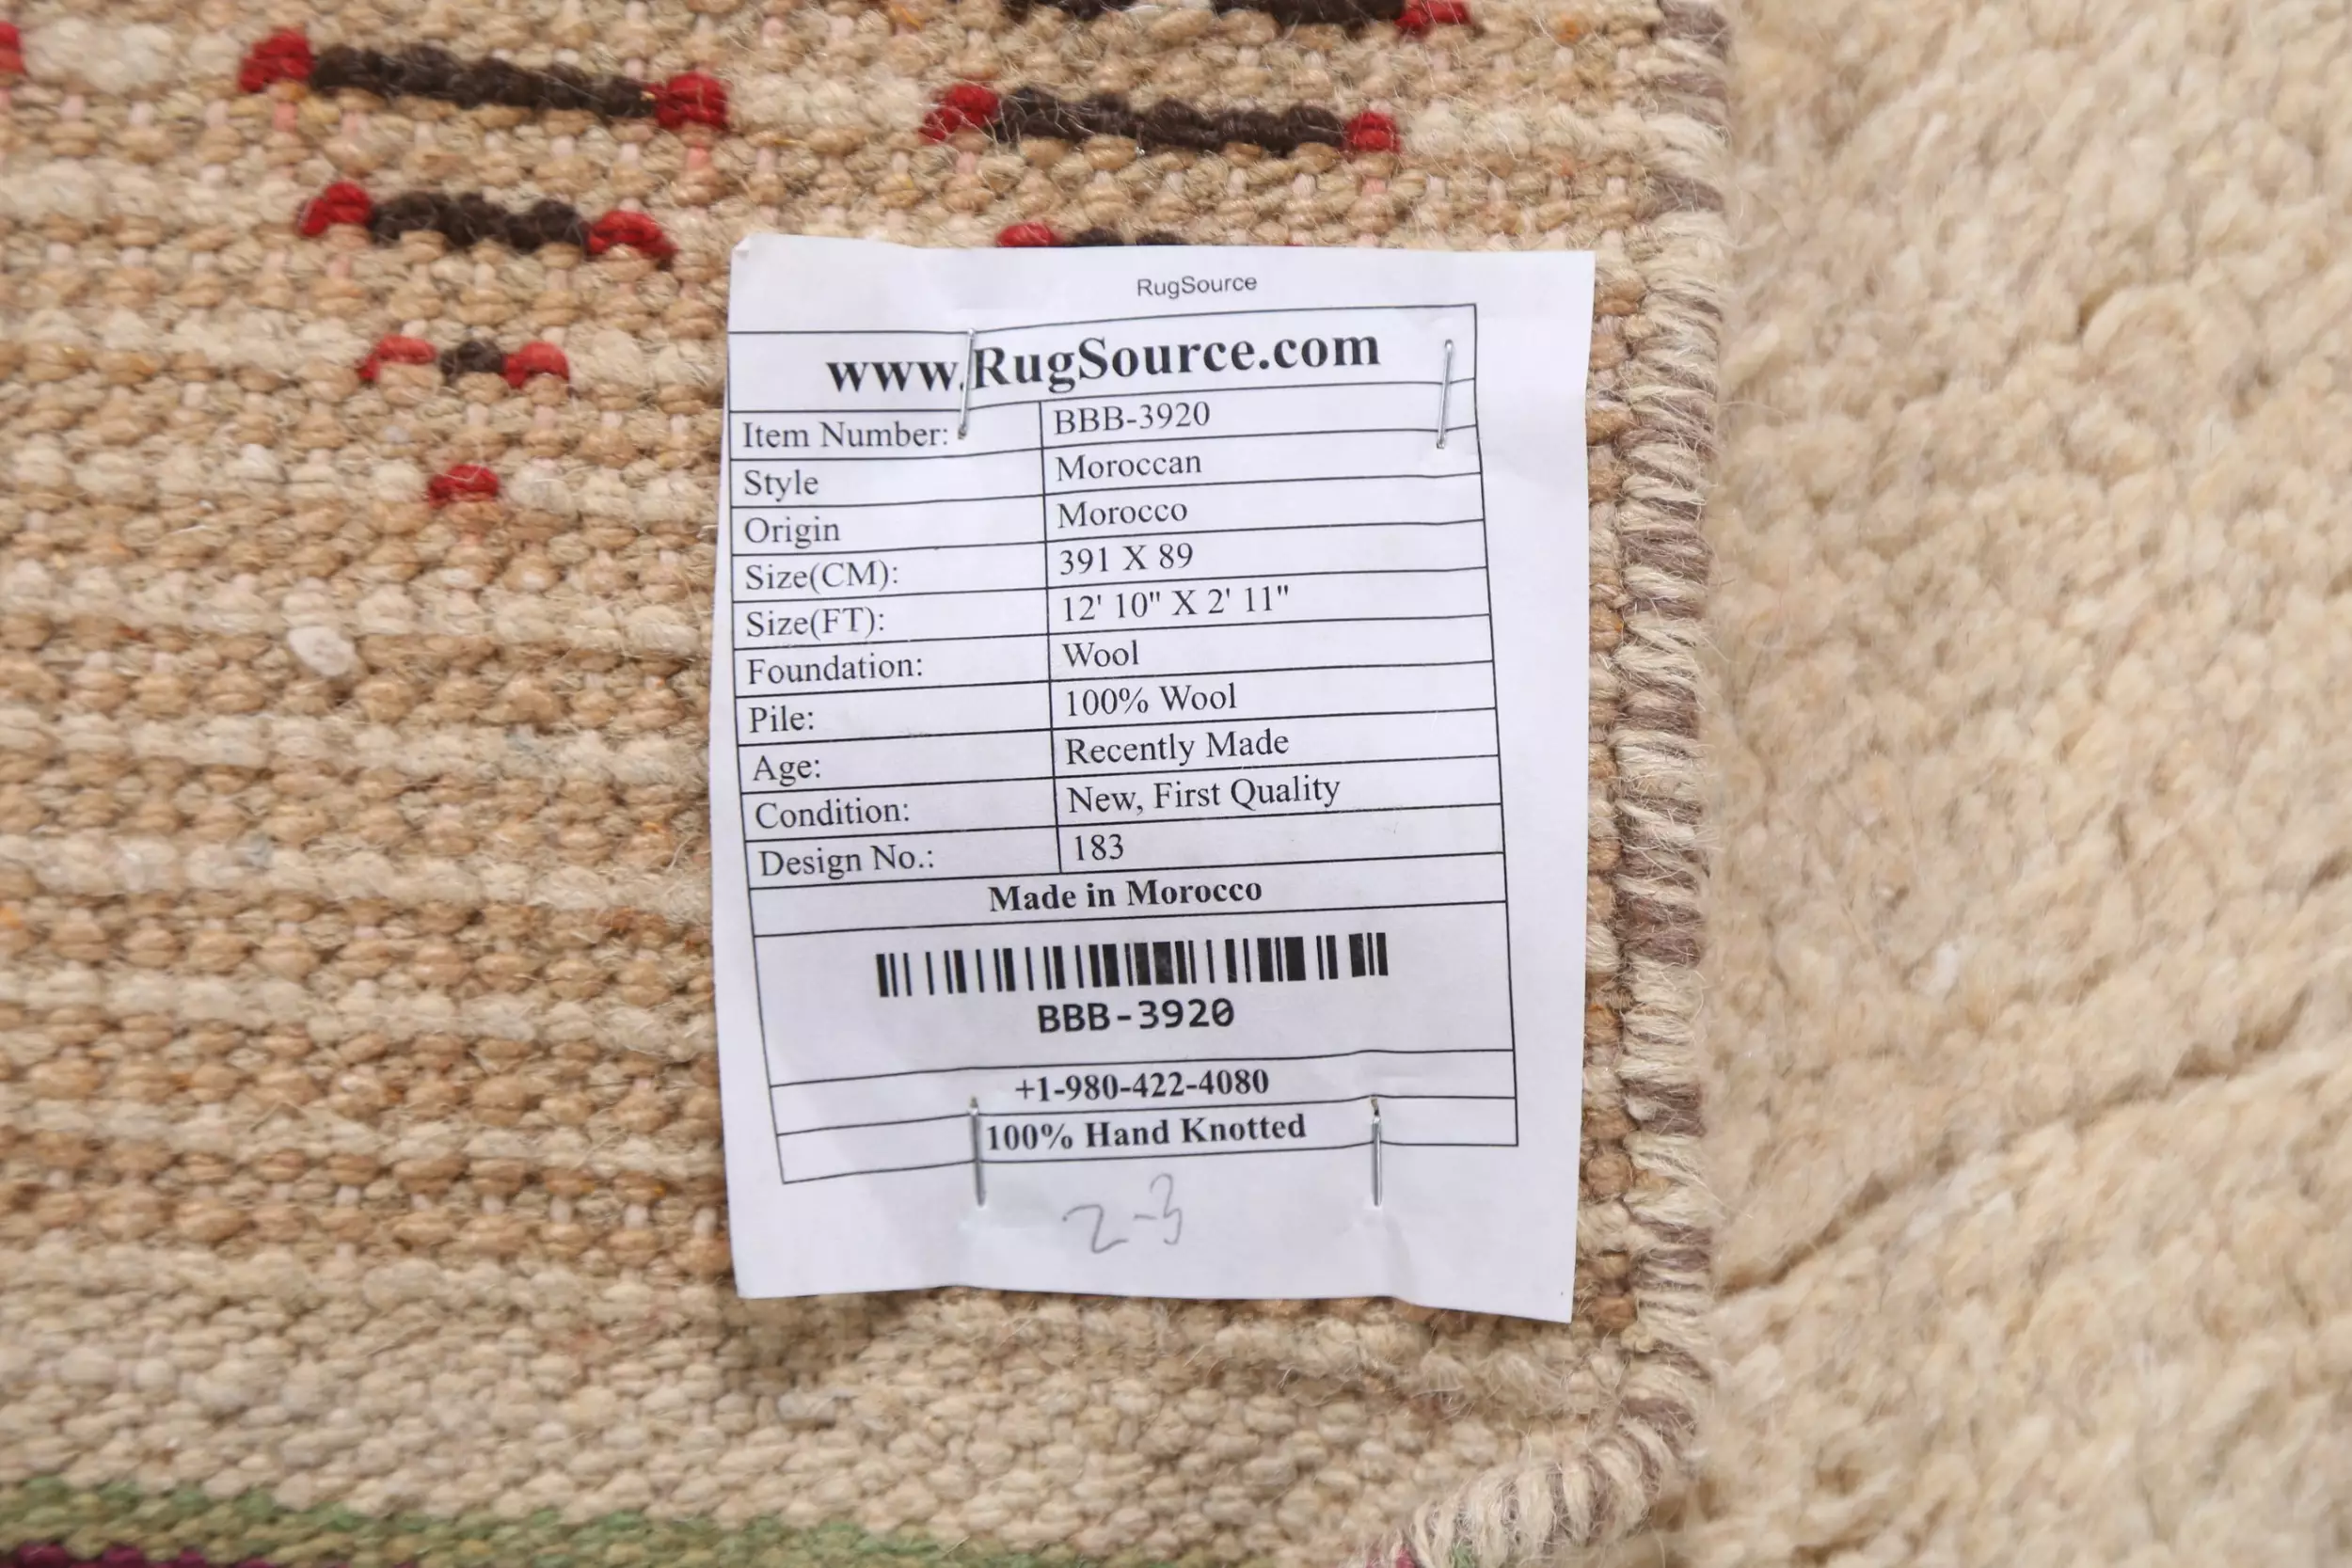 RugSource
www.RugSource.com
Item Number: BBB-3920
Style Moroccan
Origin Morocco
Size(CM): 391 X 89
Size(FT): 12' 10" X 2' 11"
Foundation: Wool
Pile: 100% Wool
Age: Recently Made
Condition: New, First Quality
Design No.: 183
Made in Morocco
BBB-3920
+1-980-422-4080
100% Hand Knotted
2-3